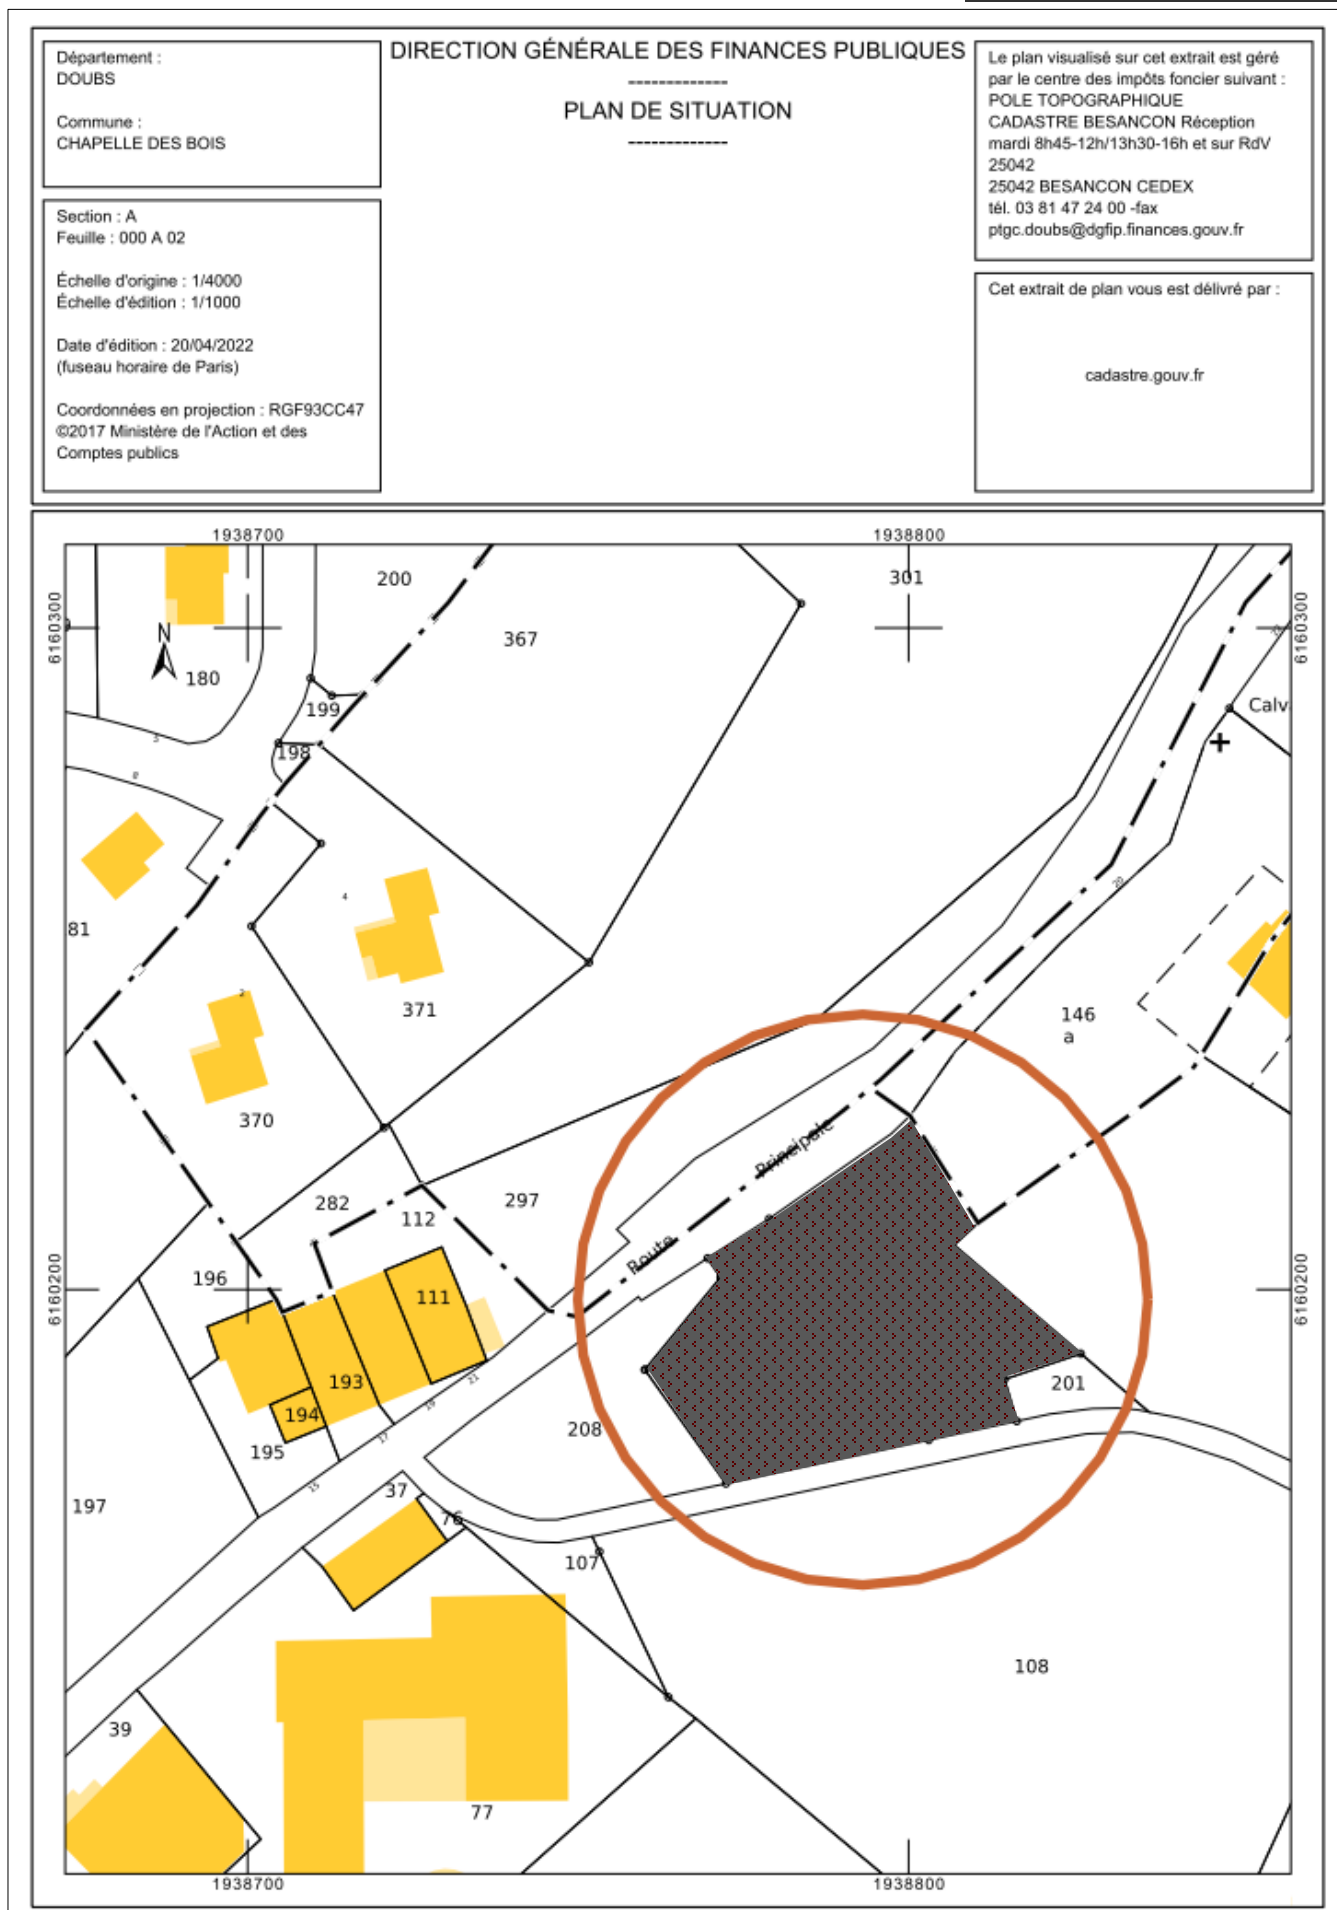 Département :
DOUBS
Commune :
CHAPELLE DES BOIS
Section : A
Feuille : 000 A 02
Échelle d'origine : 1/4000
Échelle d'édition : 1/1000
Date d'édition : 20/04/2022
(fuseau horaire de Paris)
Coordonnées en projection : RGF93CC47
©2017 Ministère de l'Action et des
Comptes publics
DIRECTION GÉNÉRALE DES FINANCES PUBLIQUES
-------------
PLAN DE SITUATION
-------------
Le plan visualisé sur cet extrait est géré
par le centre des impôts foncier suivant :
POLE TOPOGRAPHIQUE
CADASTRE BESANCON Réception
mardi 8h45-12h/13h30-16h et sur RdV
25042
25042 BESANCON CEDEX
tél. 03 81 47 24 00 -fax
ptgc.doubs@dgfip.finances.gouv.fr
Cet extrait de plan vous est délivré par :
cadastre.gouv.fr
1938700
1938800
200
301
6160300
6160300
N
367
180
199
Calv
198
4
81
20
2
371
146
a
370
Principale
282
297
112
Route
196
6160200
6160200
111
193
201
21
194
19
208
195
17
15
37
197
76
107
108
39
77
1938700
1938800